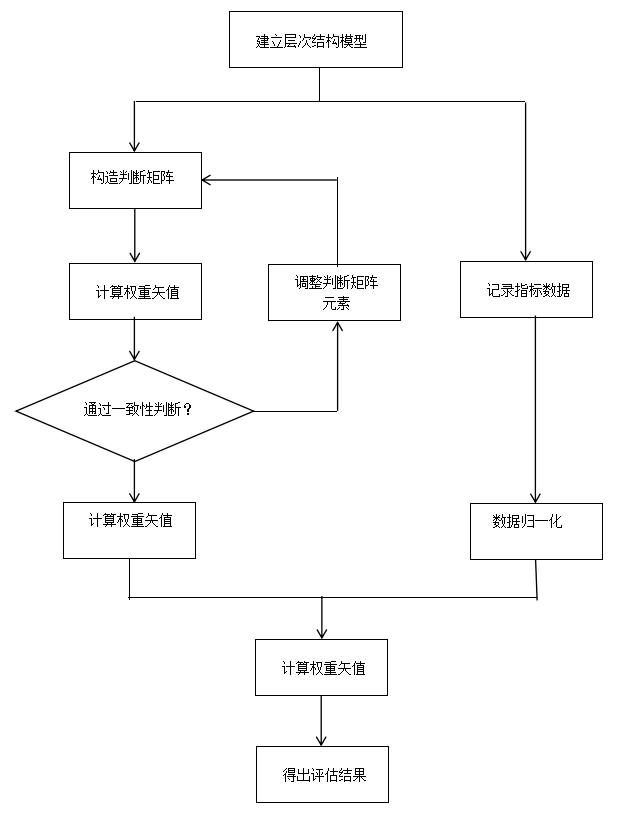 建立层次结构模型
构造判断矩阵
计算权重矢值
调整判断矩阵
元素
记录指标数据
通过一致性判断？
计算权重矢值
数据归一化
计算权重矢值
得出评估结果